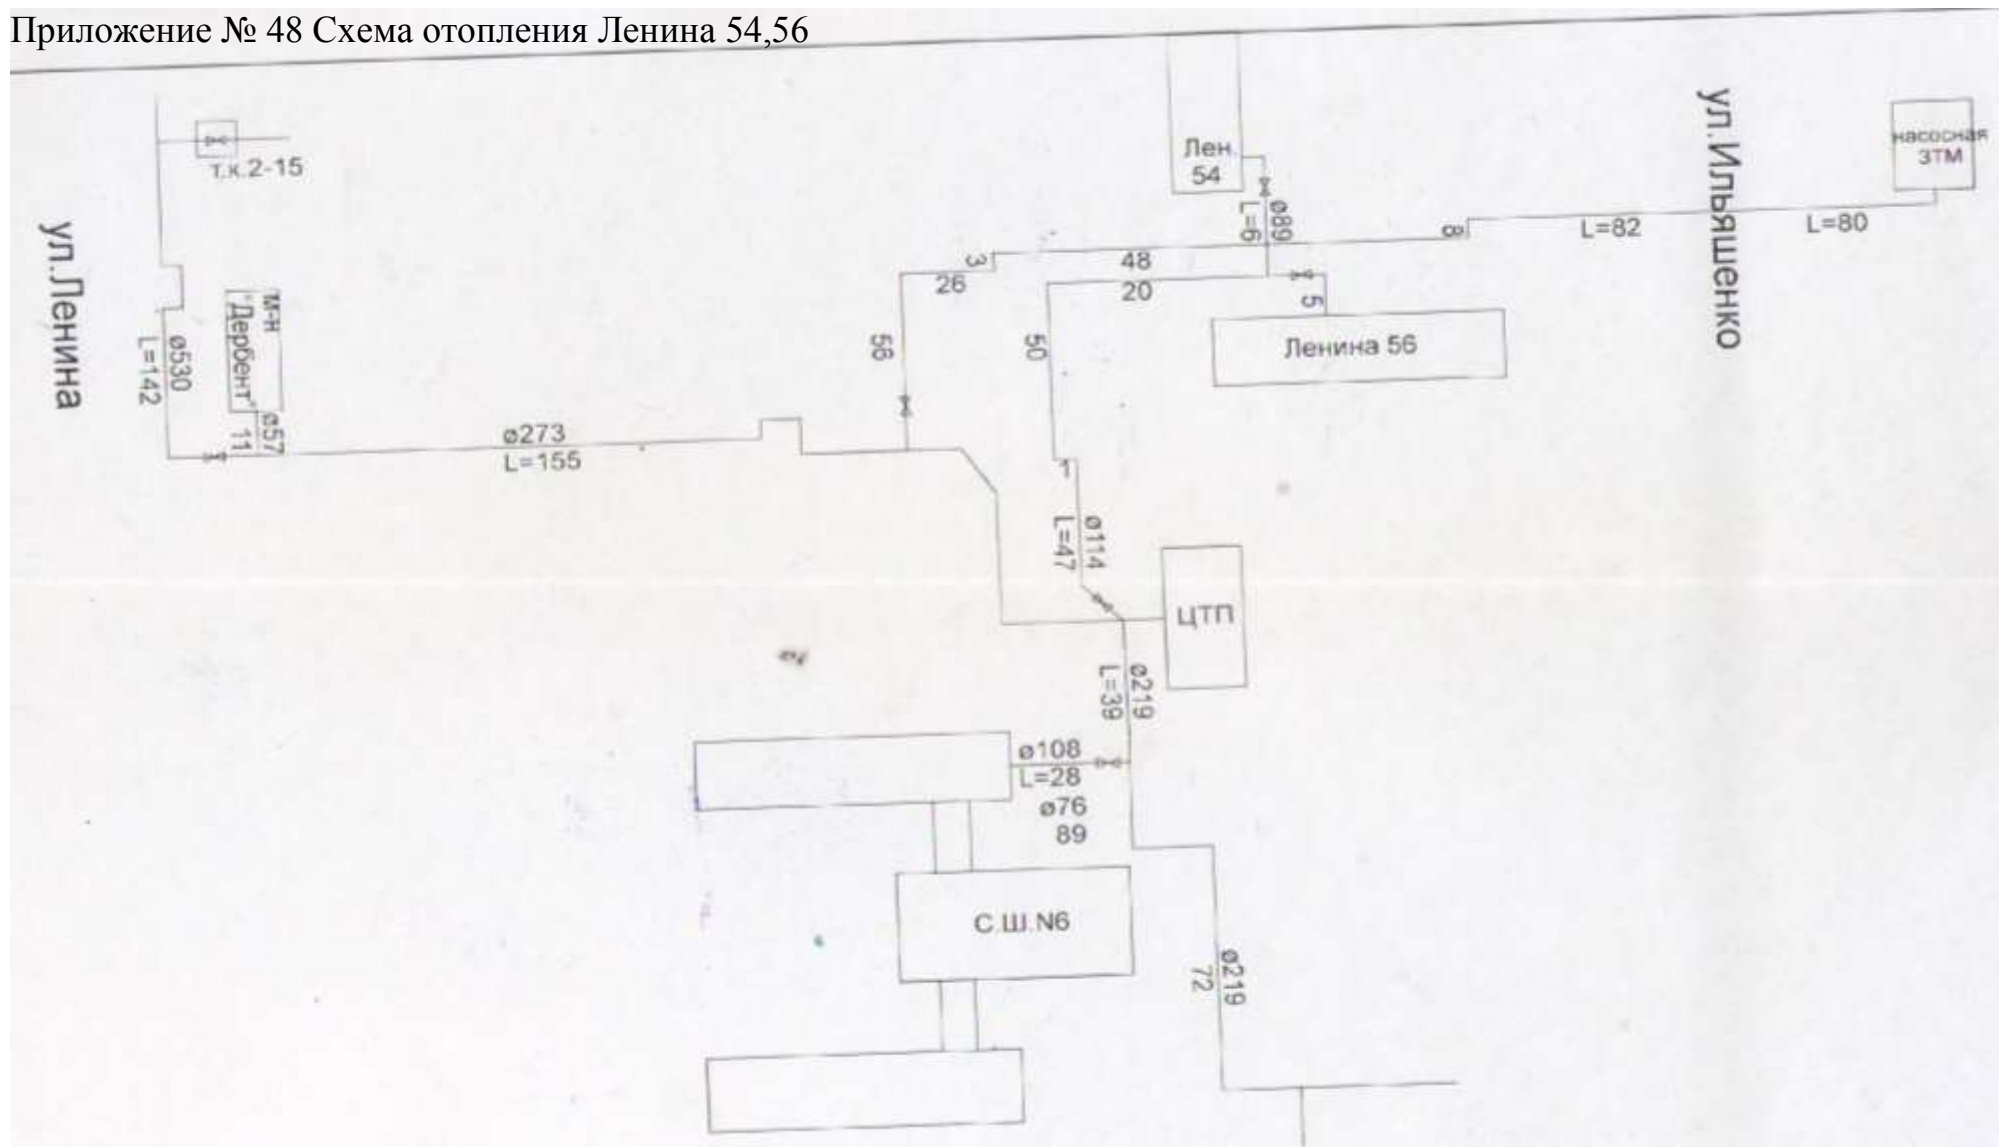 Приложение № 48 Схема отопления Ленина 54,56
т.к.2-15
ул.Ленина
м-н
"Дербент"
ø530
L=142
ø57
11
ø273
L=155
Лен.
54
ø89
L=6
ул.Ильяшенко
насосная
ЗТМ
L=82
L=80
8
3
48
26
20
5
56
50
Ленина 56
1
ø114
L=47
ЦТП
ø219
L=39
ø108
L=28
ø76
89
С.Ш.N6
ø219
72